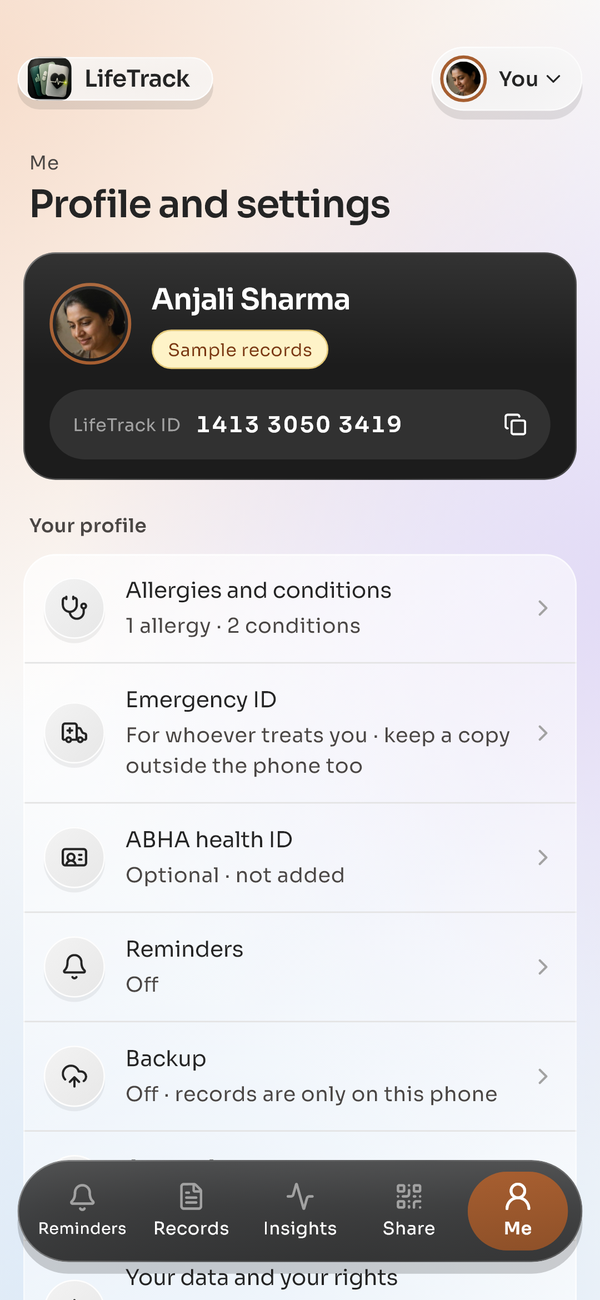 LifeTrack
You
Me
Profile and settings
Anjali Sharma
Sample records
LifeTrack ID 1413 3050 3419
Your profile
Allergies and conditions
1 allergy · 2 conditions
Emergency ID
For whoever treats you · keep a copy
outside the phone too
ABHA health ID
Optional · not added
Reminders
Off
Backup
Off · records are only on this phone
Reminders
Records
Insights
Share
Me
Your data and your rights